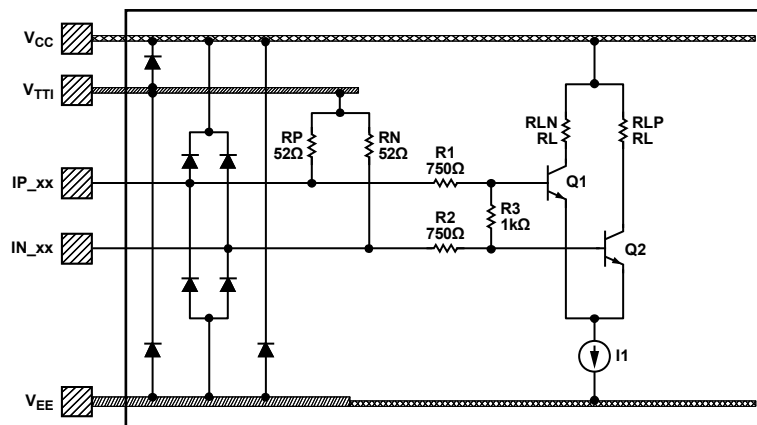 VCC
VTTI
RLN
RL
RLP
RL
RP
52Ω
RN
52Ω
R1
750Ω
IP_xx
Q1
R3
1kΩ
R2
750Ω
IN_xx
Q2
I1
VEE